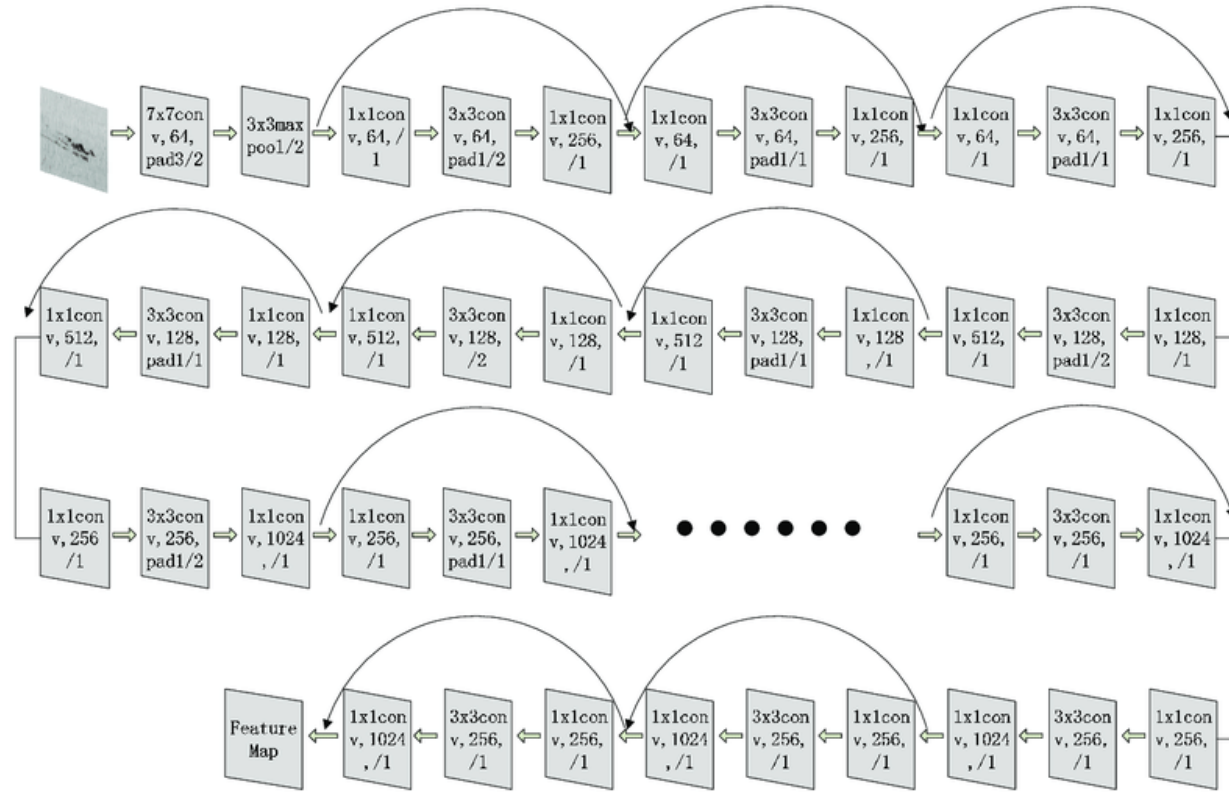 7x7con
v, 64,
pad3/2
3x3max
pool/2
1x1con
v, 64, /
1
3x3con
v, 64,
pad1/2
1x1con
v, 256,
/1
1x1con
v, 64,
/1
3x3con
v, 64,
pad1/1
1x1con
v, 256,
/1
1x1con
v, 64,
/1
3x3con
v, 64,
pad1/1
1x1con
v, 256,
/1
1x1con
v, 512,
/1
3x3con
v, 128,
pad1/1
1x1con
v, 128,
/1
1x1con
v, 512,
/1
3x3con
v, 128,
/2
1x1con
v, 128,
/1
1x1con
v, 512
/1
3x3con
v, 128,
pad1/1
1x1con
v, 128
, /1
1x1con
v, 512,
/1
3x3con
v, 128,
pad1/2
1x1con
v, 128,
/1
1x1con
v, 256
/1
3x3con
v, 256,
pad1/2
1x1con
v, 1024
, /1
1x1con
v, 256,
/1
3x3con
v, 256,
pad1/1
1x1con
v, 1024
, /1
1x1con
v, 256,
/1
3x3con
v, 256,
/1
1x1con
v, 1024
, /1
Feature
Map
1x1con
v, 1024
, /1
3x3con
v, 256,
/1
1x1con
v, 256,
/1
1x1con
v, 1024
, /1
3x3con
v, 256,
/1
1x1con
v, 256,
/1
1x1con
v, 1024
, /1
3x3con
v, 256,
/1
1x1con
v, 256,
/1